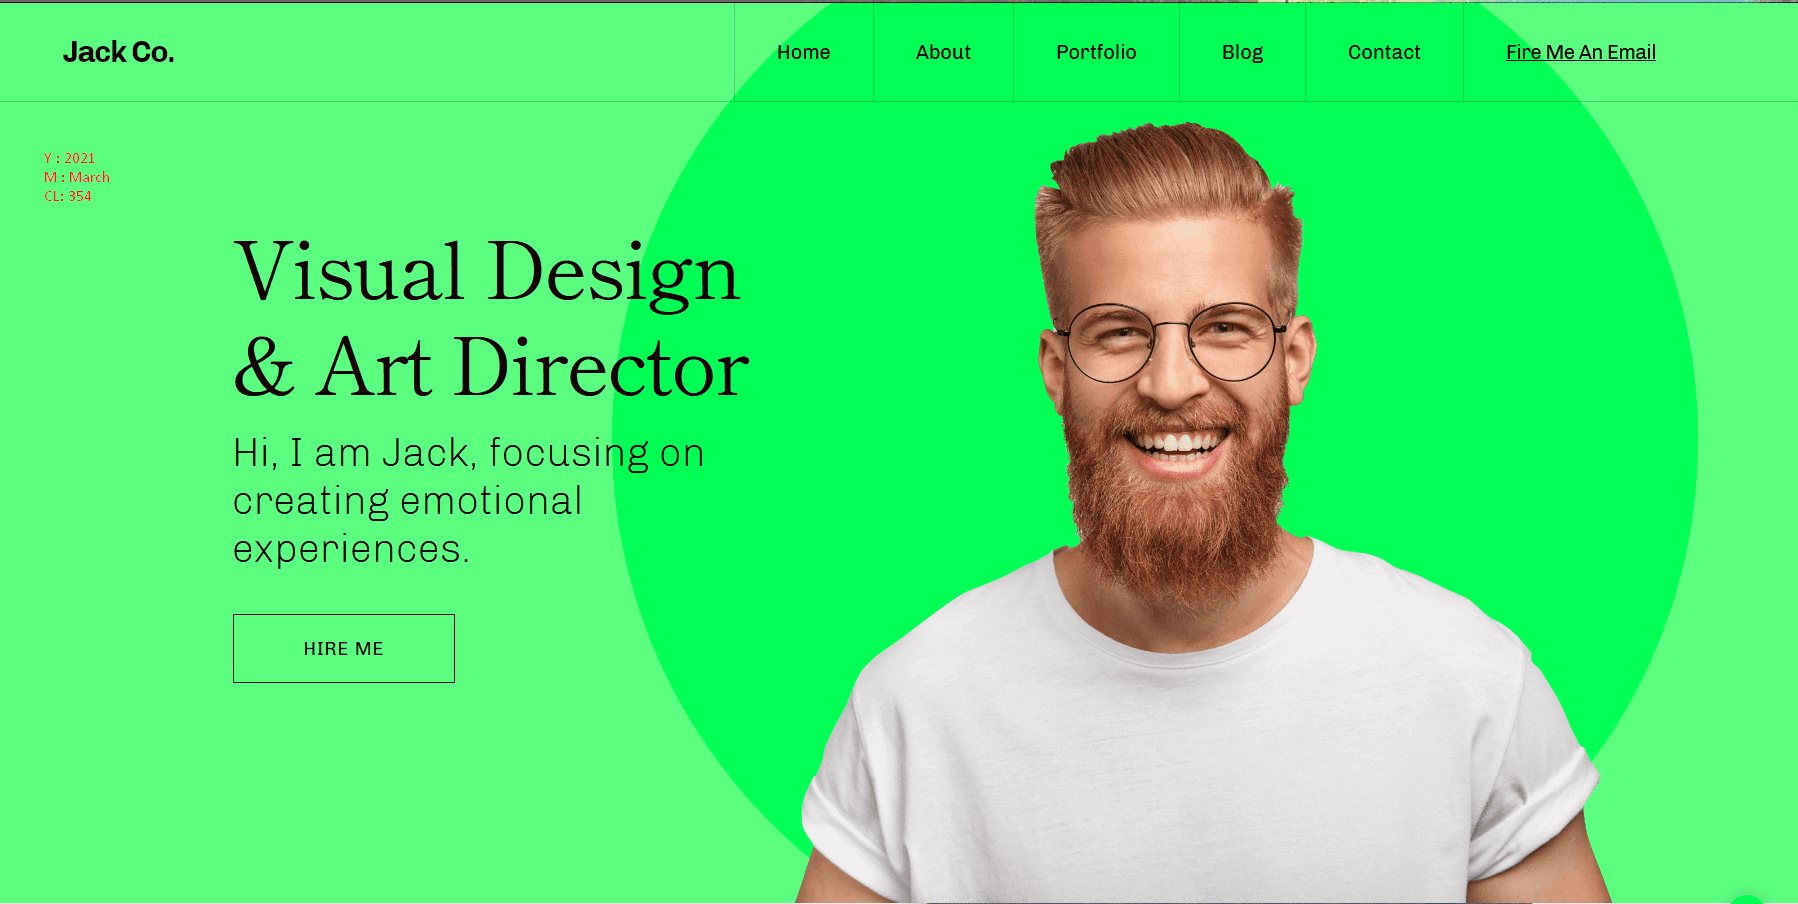 Jack Co.
Home
About
Portfolio
Blog
Contact
Fire Me An Email
Y : 2021
M : March
CL: 354
Visual Design
& Art Director
Hi, I am Jack, focusing on
creating emotional
experiences.
HIRE ME